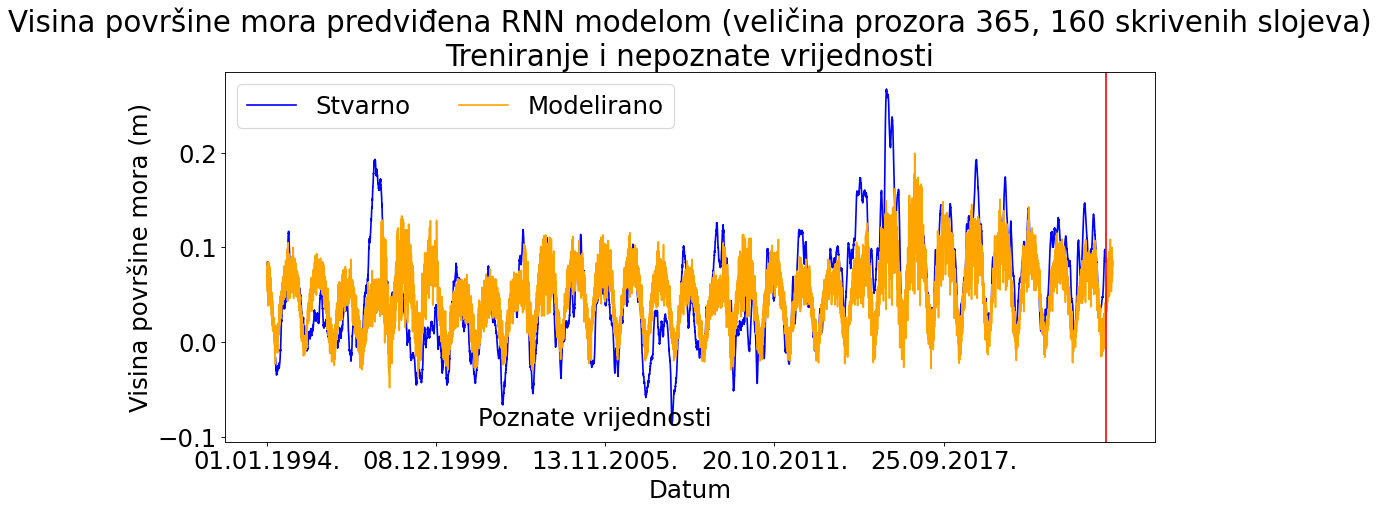 Visina površine mora predviđena RNN modelom (veličina prozora 365, 160 skrivenih slojeva)
Treniranje i nepoznate vrijednosti
Stvarno Modelirano
Visina površine mora (m)
0.2
0.1
0.0
−0.1
Poznate vrijednosti
01.01.1994. 08.12.1999. 13.11.2005. 20.10.2011. 25.09.2017.
Datum